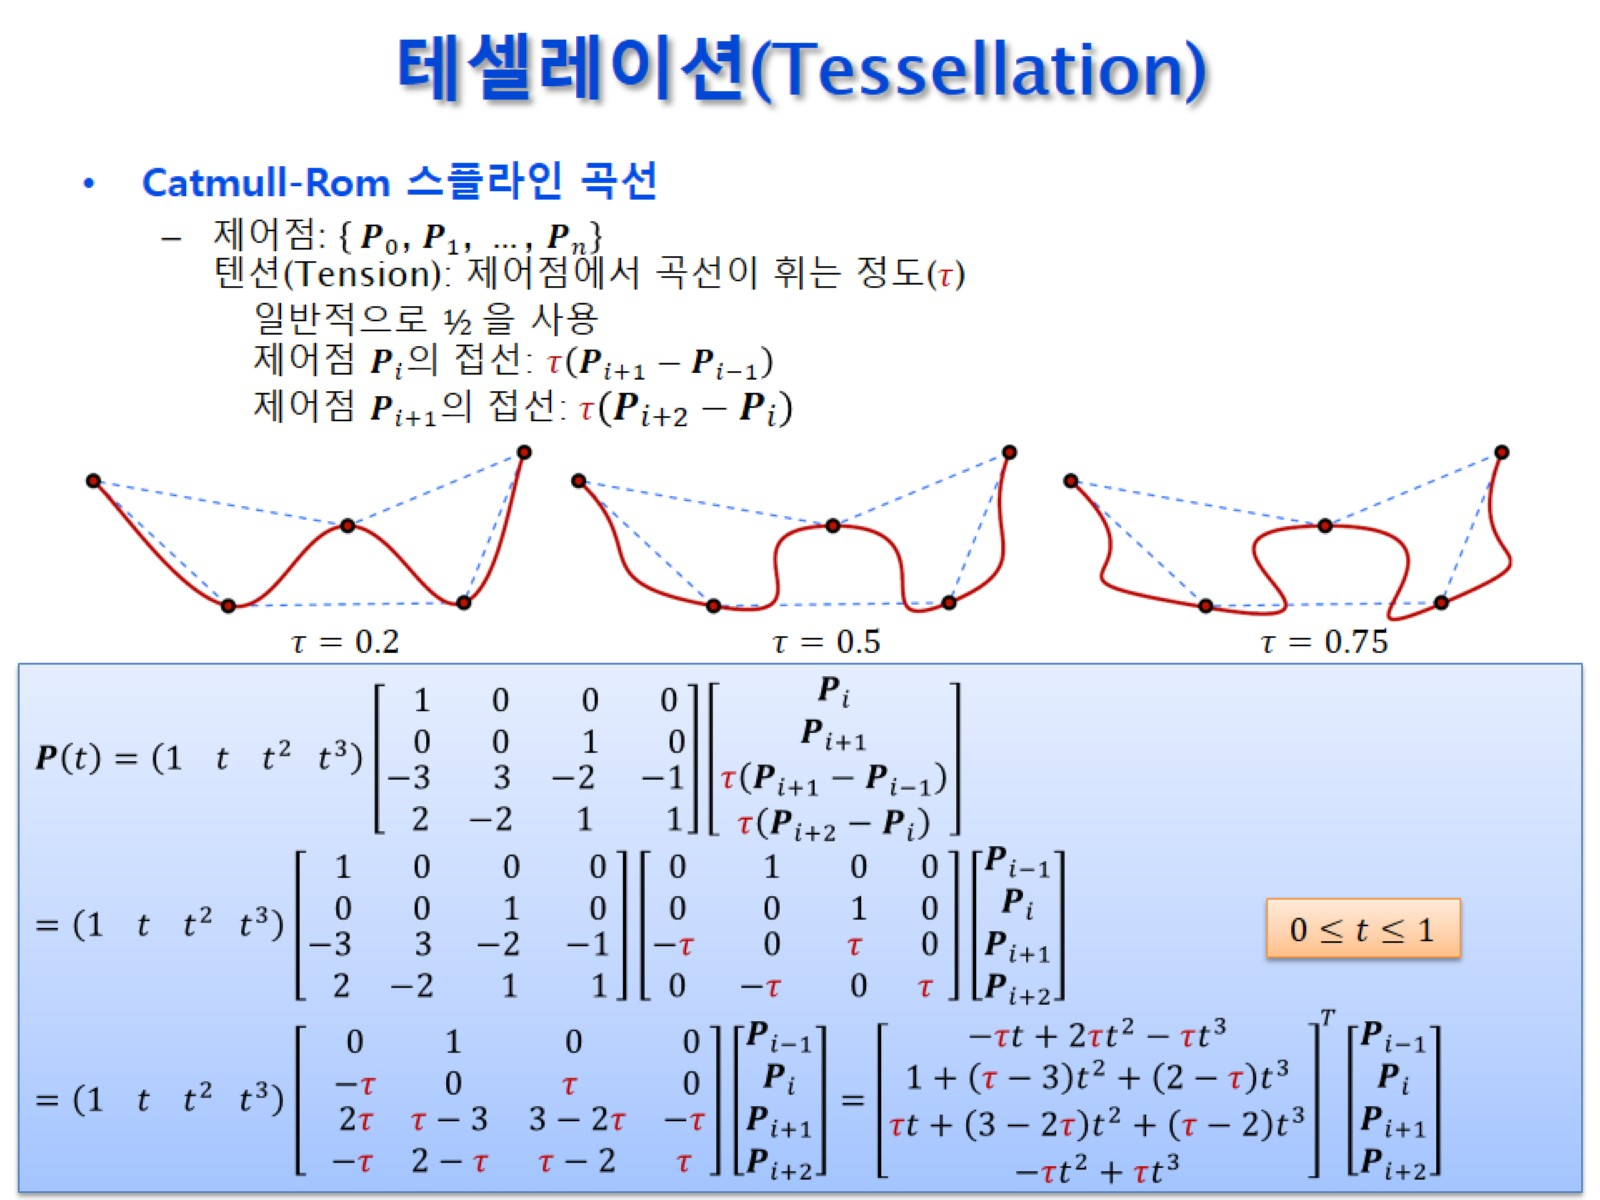 테셀레이션(Tessellation)
• Catmull-Rom 스플라인 곡선
– 제어점: { P₀, P₁, …, Pₙ}
텐션(Tension): 제어점에서 곡선이 휘는 정도(τ)
일반적으로 ½ 을 사용
제어점 Pᵢ의 접선: τ(Pᵢ₊₁ − Pᵢ₋₁)
제어점 Pᵢ₊₁의 접선: τ(Pᵢ₊₂ − Pᵢ)
τ = 0.2 τ = 0.5 τ = 0.75
P(t) = (1 t t² t³) [1 0 0 0; 0 0 1 0; −3 3 −2 −1; 2 −2 1 1] [Pᵢ; Pᵢ₊₁; τ(Pᵢ₊₁ − Pᵢ₋₁); τ(Pᵢ₊₂ − Pᵢ)]
= (1 t t² t³) [1 0 0 0; 0 0 1 0; −3 3 −2 −1; 2 −2 1 1] [0 1 0 0; 0 0 1 0; −τ 0 τ 0; 0 −τ 0 τ] [Pᵢ₋₁; Pᵢ; Pᵢ₊₁; Pᵢ₊₂]
0 ≤ t ≤ 1
= (1 t t² t³) [0 1 0 0; −τ 0 τ 0; 2τ τ − 3 3 − 2τ −τ; −τ 2 − τ τ − 2 τ] [Pᵢ₋₁; Pᵢ; Pᵢ₊₁; Pᵢ₊₂] = [−τt + 2τt² − τt³; 1 + (τ − 3)t² + (2 − τ)t³; τt + (3 − 2τ)t² + (τ − 2)t³; −τt² + τt³]ᵀ [Pᵢ₋₁; Pᵢ; Pᵢ₊₁; Pᵢ₊₂]